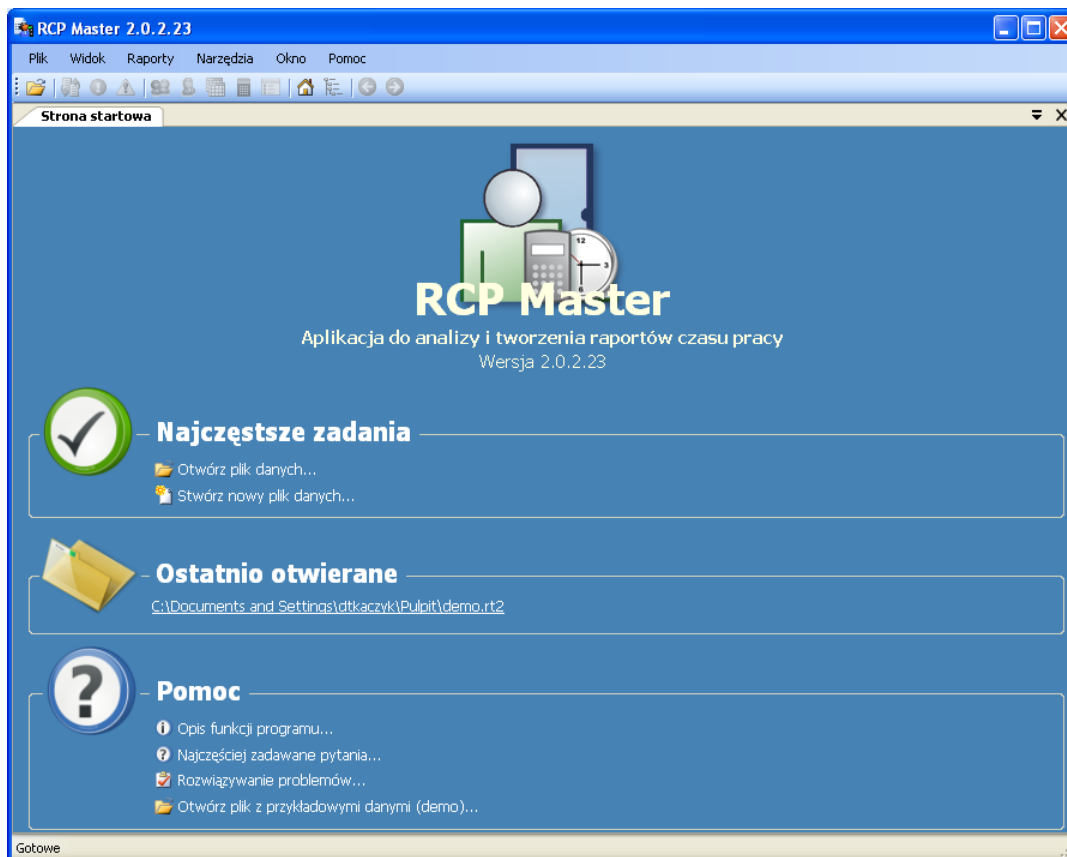 RCP Master 2.0.2.23
Plik Widok Raporty Narzędzia Okno Pomoc
Strona startowa
12
3
6
RCP Master
Aplikacja do analizy i tworzenia raportów czasu pracy
Wersja 2.0.2.23
Najczęstsze zadania
Otwórz plik danych...
Stwórz nowy plik danych...
Ostatnio otwierane
C:\Documents and Settings\dtkaczyk\Pulpit\demo.rt2
Pomoc
Opis funkcji programu...
Najczęściej zadawane pytania...
Rozwiązywanie problemów...
Otwórz plik z przykładowymi danymi (demo)...
Gotowe